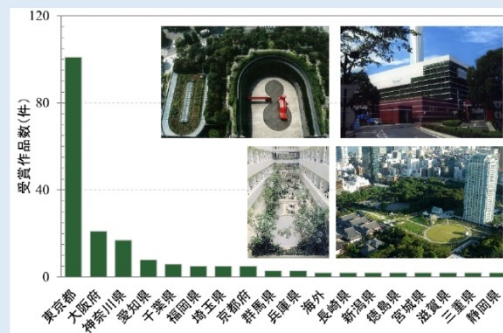 120
80
40
0
受賞作品数(件)
東京都
大阪府
神奈川県
愛知県
千葉県
福岡県
埼玉県
京都府
群馬県
兵庫県
海外
長崎県
新潟県
徳島県
宮城県
滋賀県
三重県
静岡県